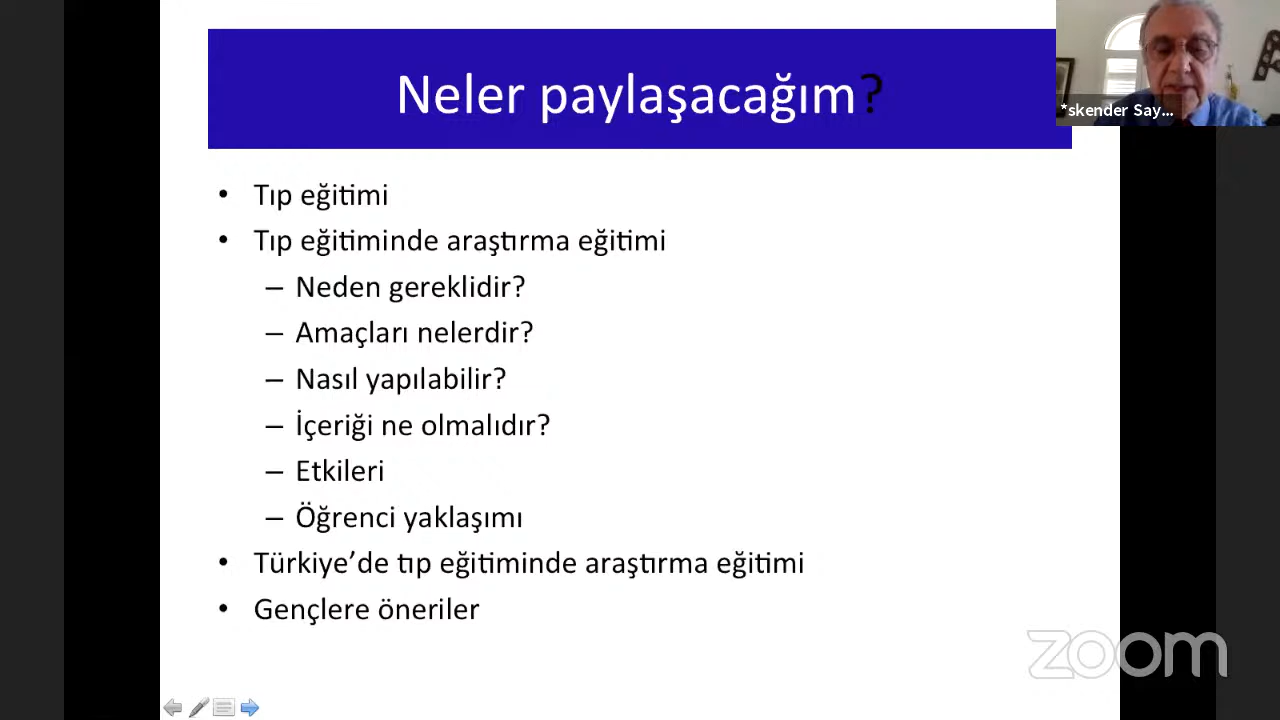 Neler paylaşacağım?
*skender Say...
• Tıp eğitimi
• Tıp eğitiminde araştırma eğitimi
– Neden gereklidir?
– Amaçları nelerdir?
– Nasıl yapılabilir?
– İçeriği ne olmalıdır?
– Etkileri
– Öğrenci yaklaşımı
• Türkiye’de tıp eğitiminde araştırma eğitimi
• Gençlere öneriler
zoom